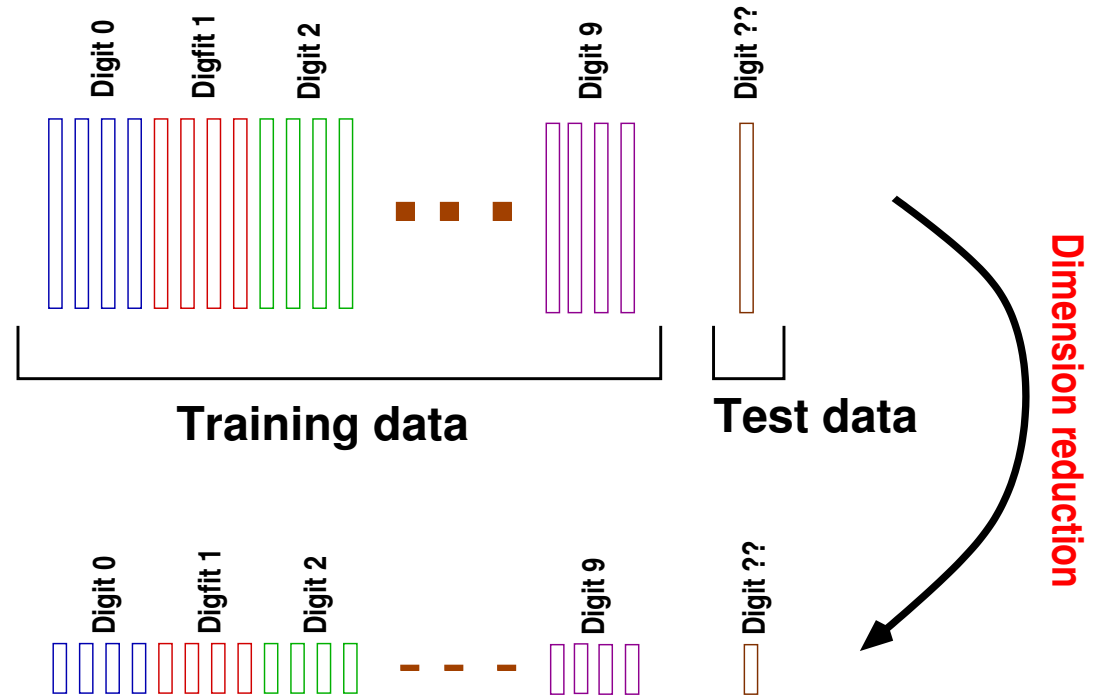 Digit 0
Digfit 1
Digit 2
Digit 9
Digit ??
Training data
Test data
Dimension reduction
Digit 0
Digfit 1
Digit 2
Digit 9
Digit ??